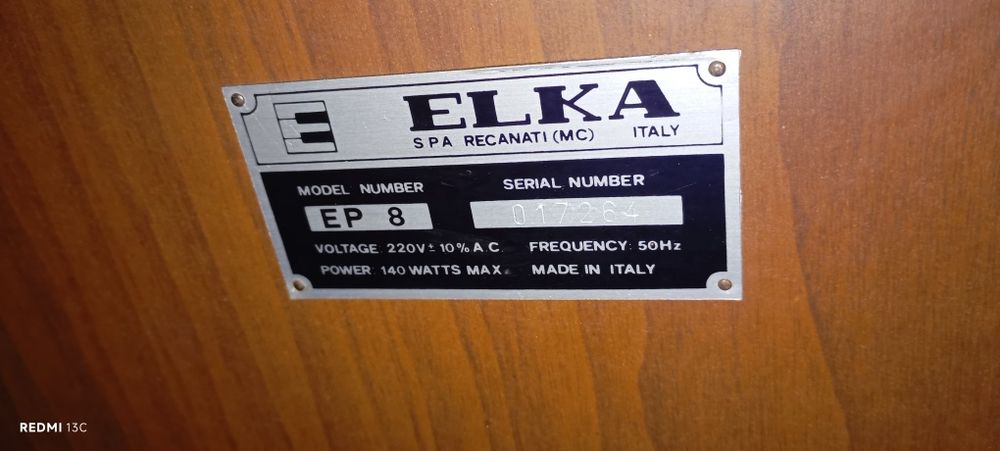 ELKA
SPA RECANATI (MC) ITALY
MODEL NUMBER SERIAL NUMBER
EP 8 017264
VOLTAGE: 220V ± 10% A.C. FREQUENCY: 50Hz
POWER: 140 WATTS MAX. MADE IN ITALY
REDMI 13C